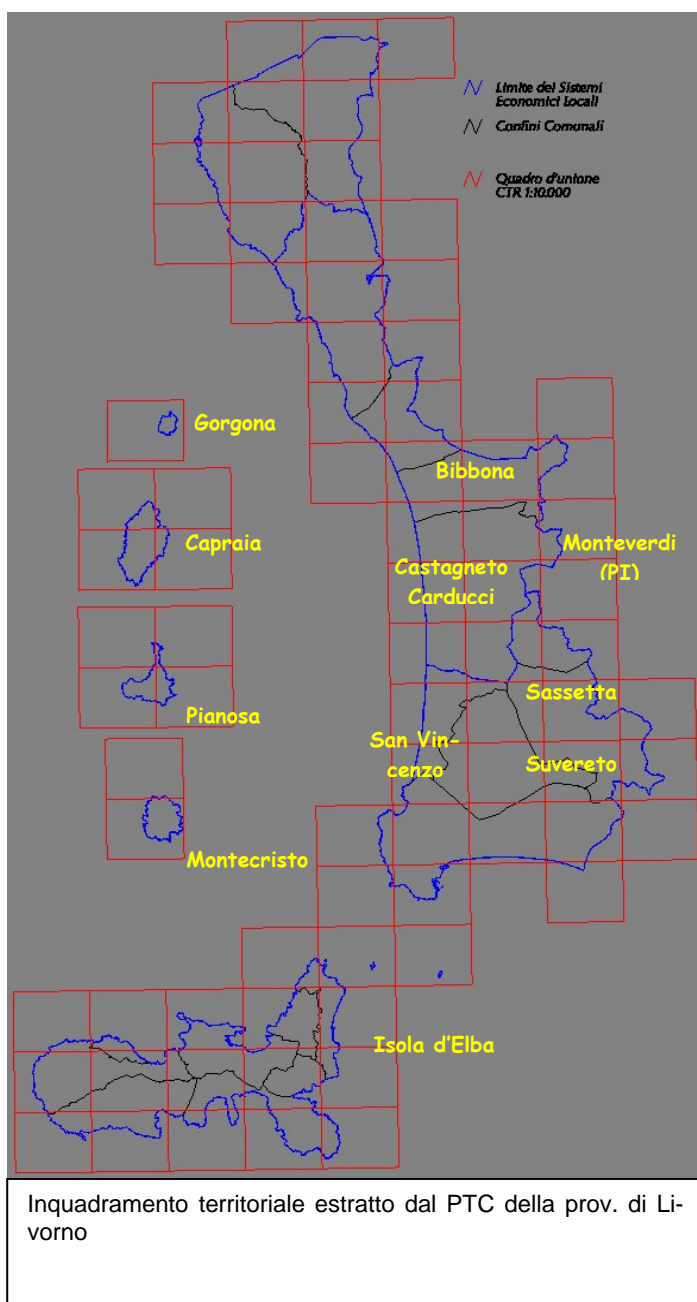 Limite dei Sistemi
Economici Locali
Confini Comunali
Quadro d'unione
CTR 1:10.000
Gorgona
Bibbona
Capraia
Monteverdi
(PI)
Castagneto
Carducci
Sassetta
Pianosa
San Vin-
cenzo
Suvereto
Montecristo
Isola d'Elba
Inquadramento territoriale estratto dal PTC della prov. di Li-
vorno